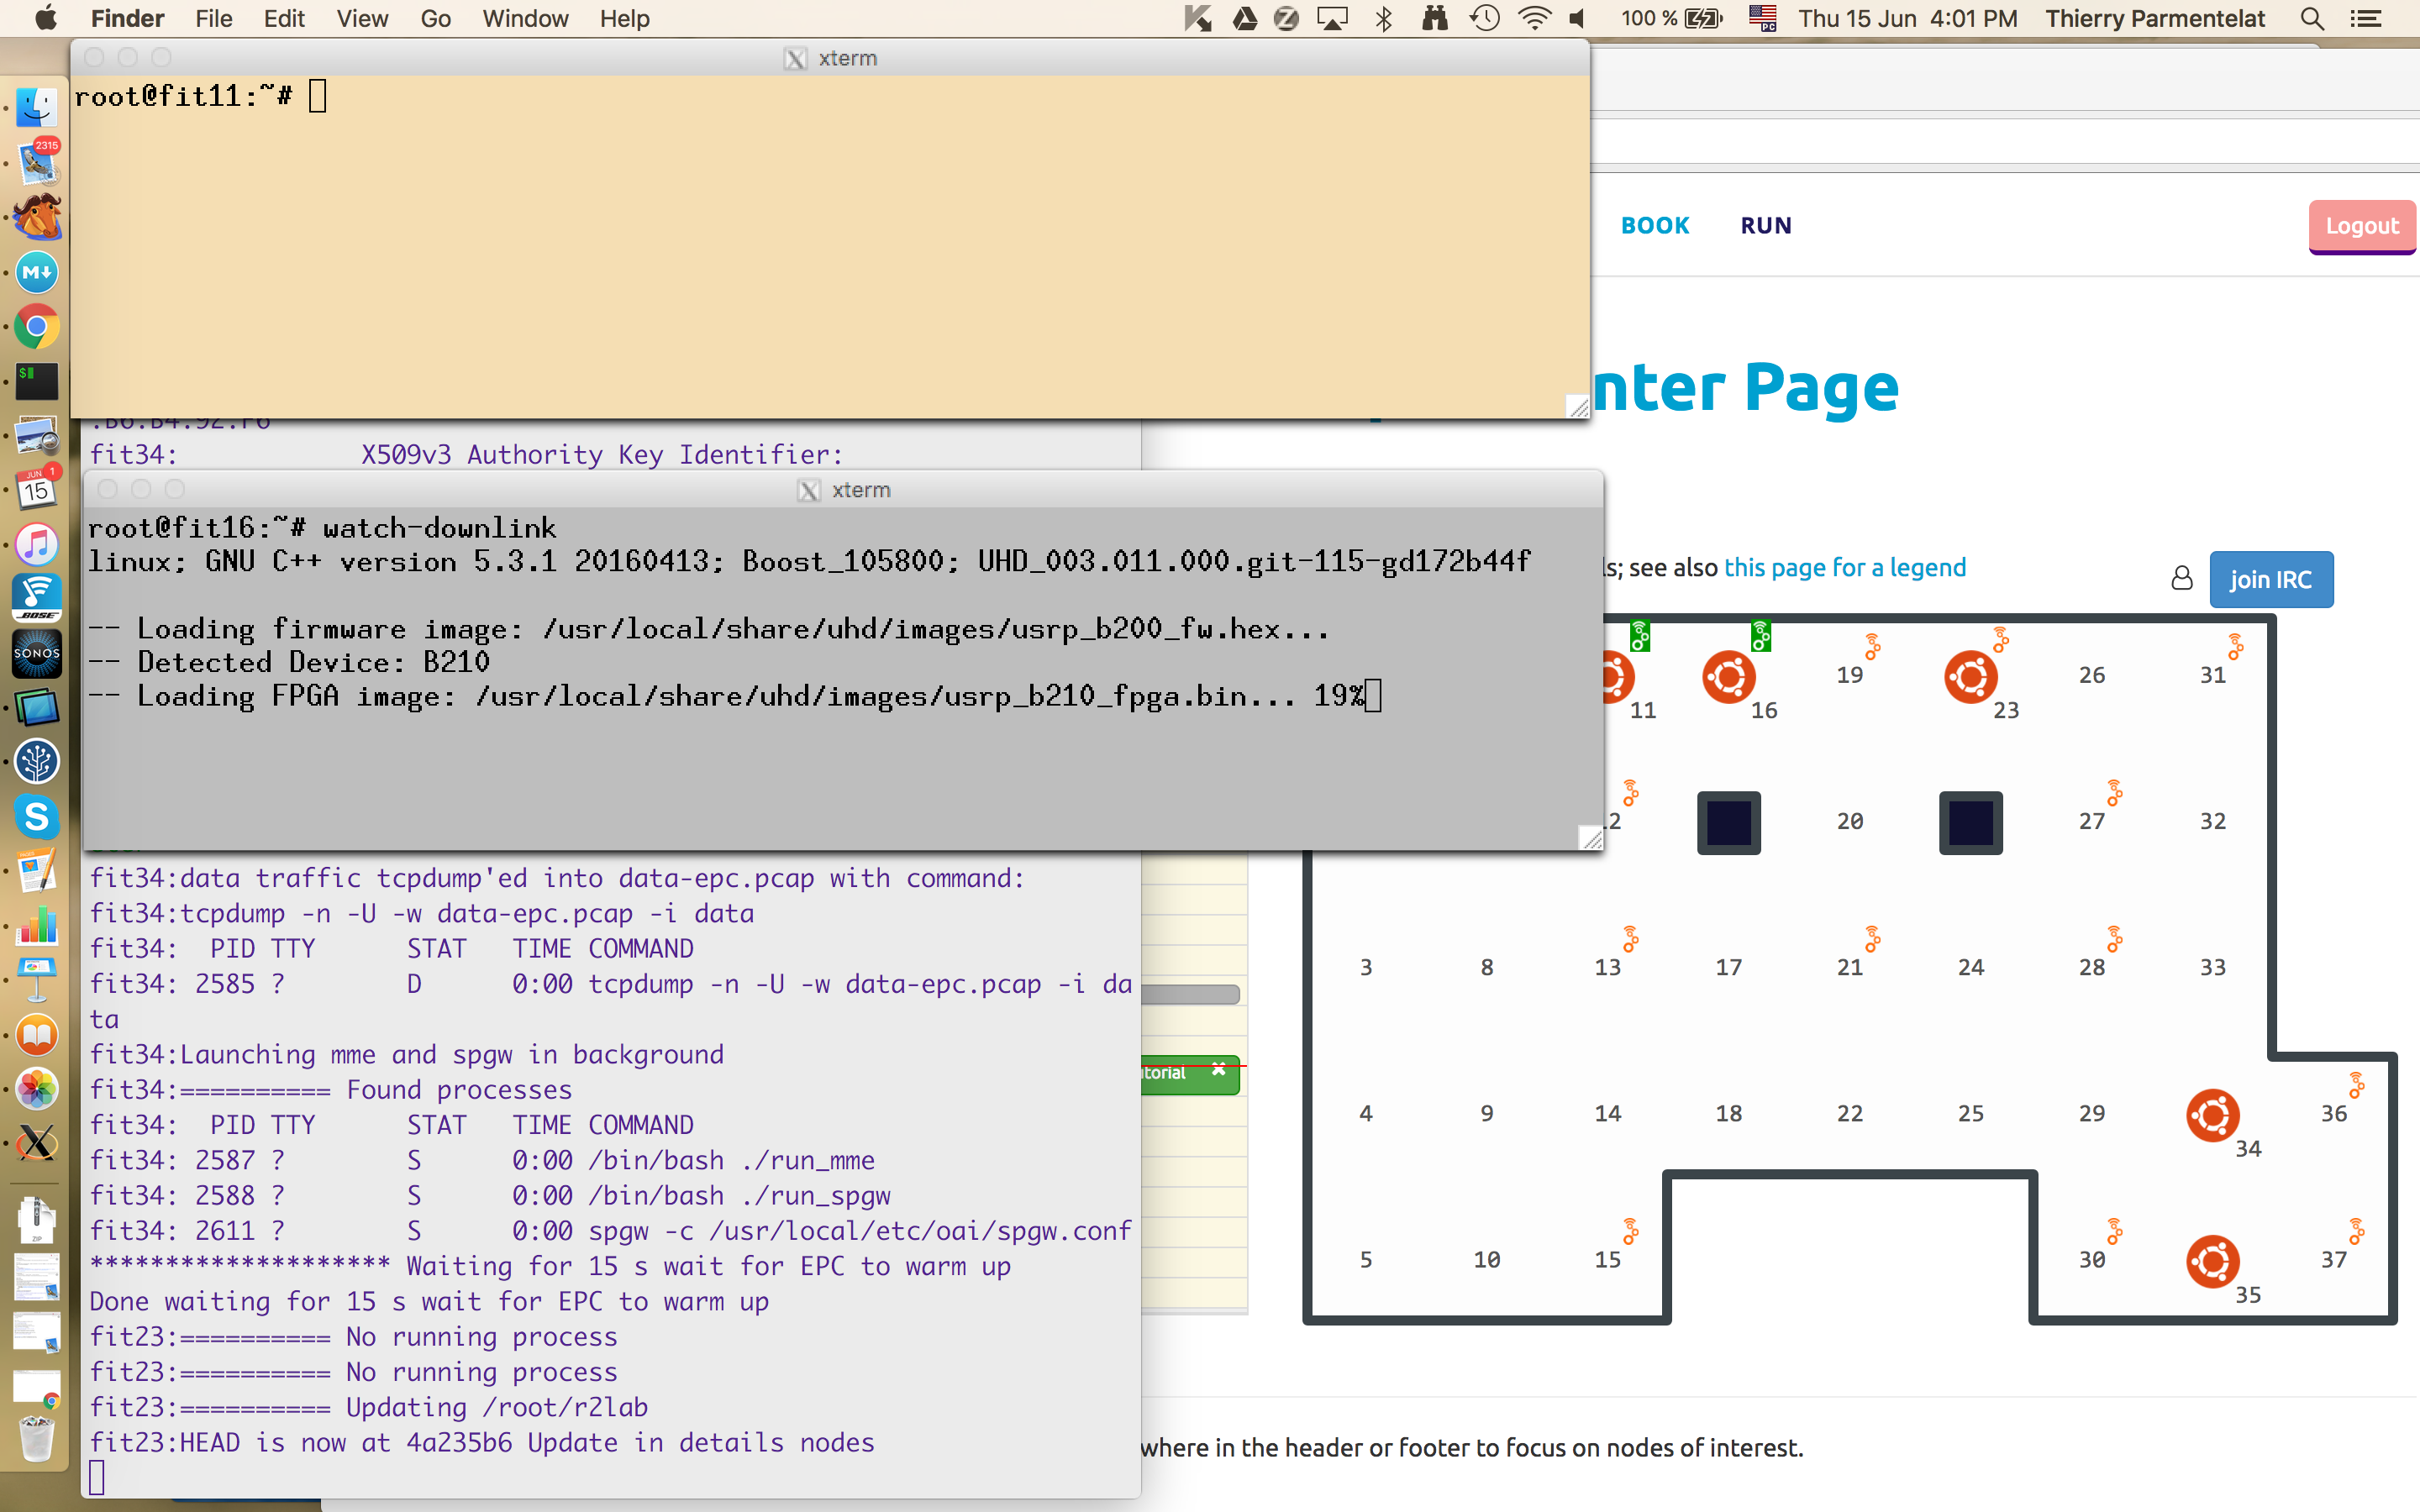 Finder File Edit View Go Window Help 100 % Thu 15 Jun 4:01 PM Thierry Parmentelat
xterm
root@fit11:~#
2315
M
$
JUN 1
15
BOSE
SONOS
ZIP
PC
BOOK RUN Logout
nter Page
fit34: X509v3 Authority Key Identifier:
xterm
root@fit16:~# watch-downlink
linux; GNU C++ version 5.3.1 20160413; Boost_105800; UHD_003.011.000.git-115-gd172b44f
-- Loading firmware image: /usr/local/share/uhd/images/usrp_b200_fw.hex...
-- Detected Device: B210
-- Loading FPGA image: /usr/local/share/uhd/images/usrp_b210_fpga.bin... 19%
s; see also this page for a legend
join IRC
fit34:data traffic tcpdump'ed into data-epc.pcap with command:
fit34:tcpdump -n -U -w data-epc.pcap -i data
fit34:  PID TTY      STAT   TIME COMMAND
fit34: 2585 ?        D      0:00 tcpdump -n -U -w data-epc.pcap -i da
ta
fit34:Launching mme and spgw in background
fit34:========== Found processes
fit34:  PID TTY      STAT   TIME COMMAND
fit34: 2587 ?        S      0:00 /bin/bash ./run_mme
fit34: 2588 ?        S      0:00 /bin/bash ./run_spgw
fit34: 2611 ?        S      0:00 spgw -c /usr/local/etc/oai/spgw.conf
******************** Waiting for 15 s wait for EPC to warm up
Done waiting for 15 s wait for EPC to warm up
fit23:========== No running process
fit23:========== No running process
fit23:========== Updating /root/r2lab
fit23:HEAD is now at 4a235b6 Update in details nodes
torial ×
19 26 31
11 16 23
2 20 27 32
3 8 13 17 21 24 28 33
4 9 14 18 22 25 29 36
34
5 10 15 30 37
35
where in the header or footer to focus on nodes of interest.